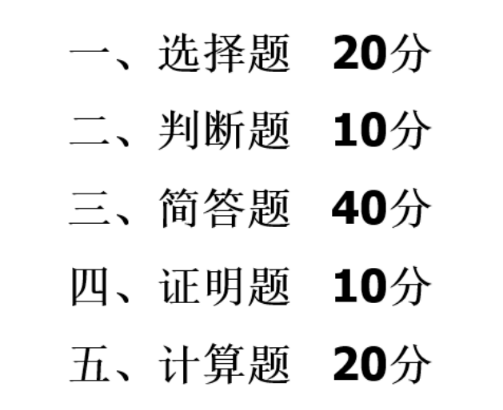 一、选择题 20分
二、判断题 10分
三、简答题 40分
四、证明题 10分
五、计算题 20分